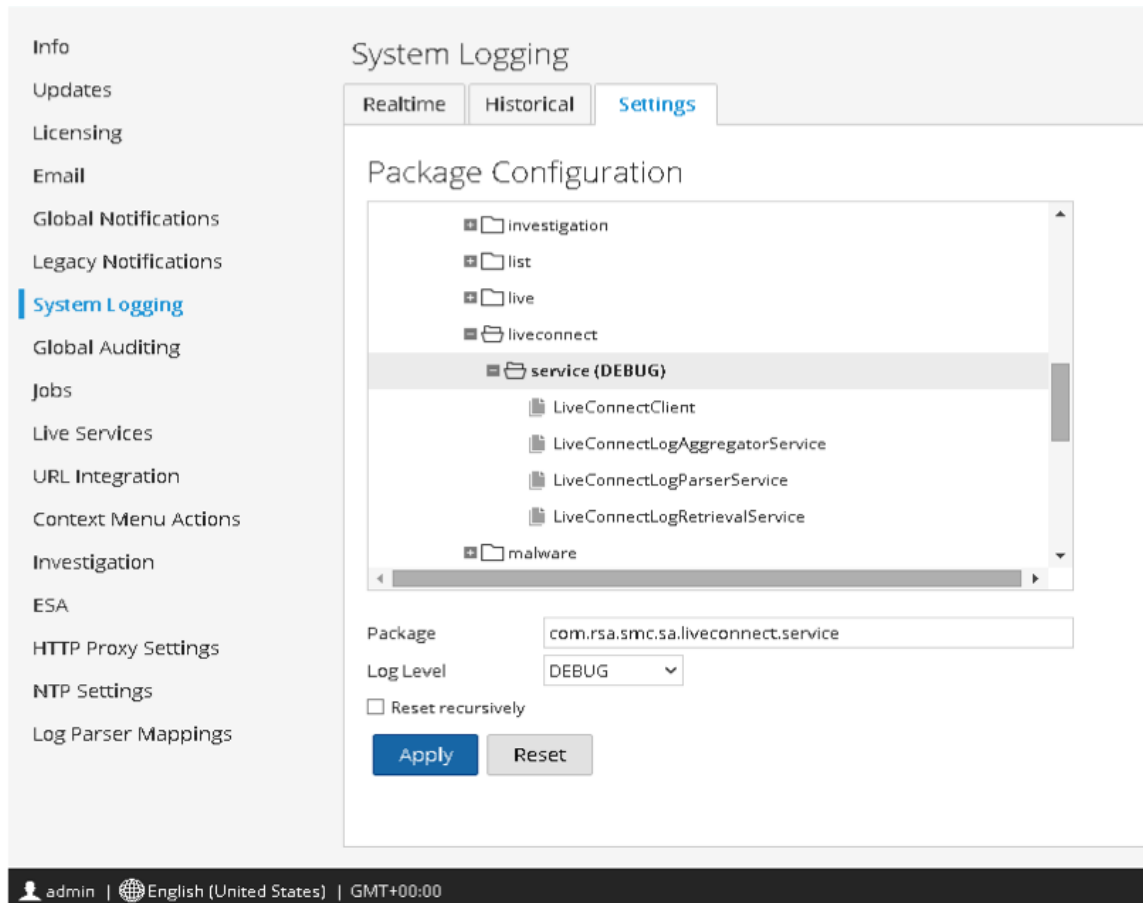 Info
Updates
Licensing
Email
Global Notifications
Legacy Notifications
System Logging
Global Auditing
Jobs
Live Services
URL Integration
Context Menu Actions
Investigation
ESA
HTTP Proxy Settings
NTP Settings
Log Parser Mappings
System Logging
Realtime Historical Settings
Package Configuration
investigation
list
live
liveconnect
service (DEBUG)
LiveConnectClient
LiveConnectLogAggregatorService
LiveConnectLogParserService
LiveConnectLogRetrievalService
malware
Package com.rsa.smc.sa.liveconnect.service
Log Level DEBUG
Reset recursively
Apply Reset
admin | English (United States) | GMT+00:00